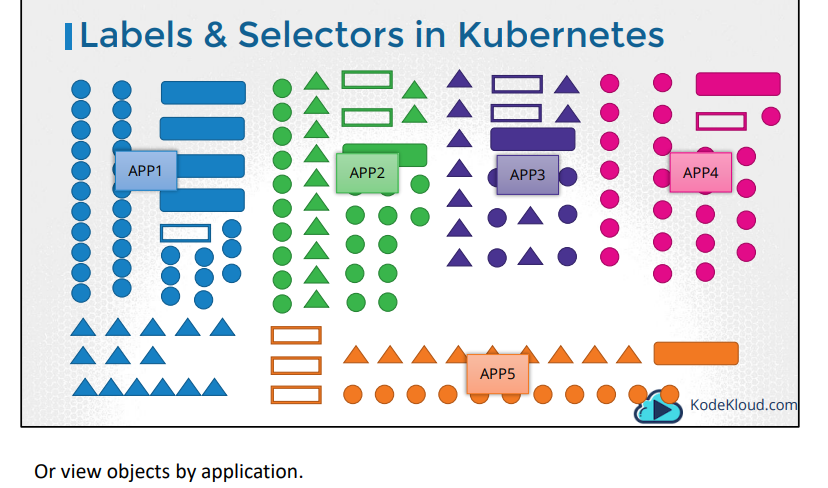 Labels & Selectors in Kubernetes
APP1
APP2
APP3
APP4
APP5
KodeKloud.com
Or view objects by application.